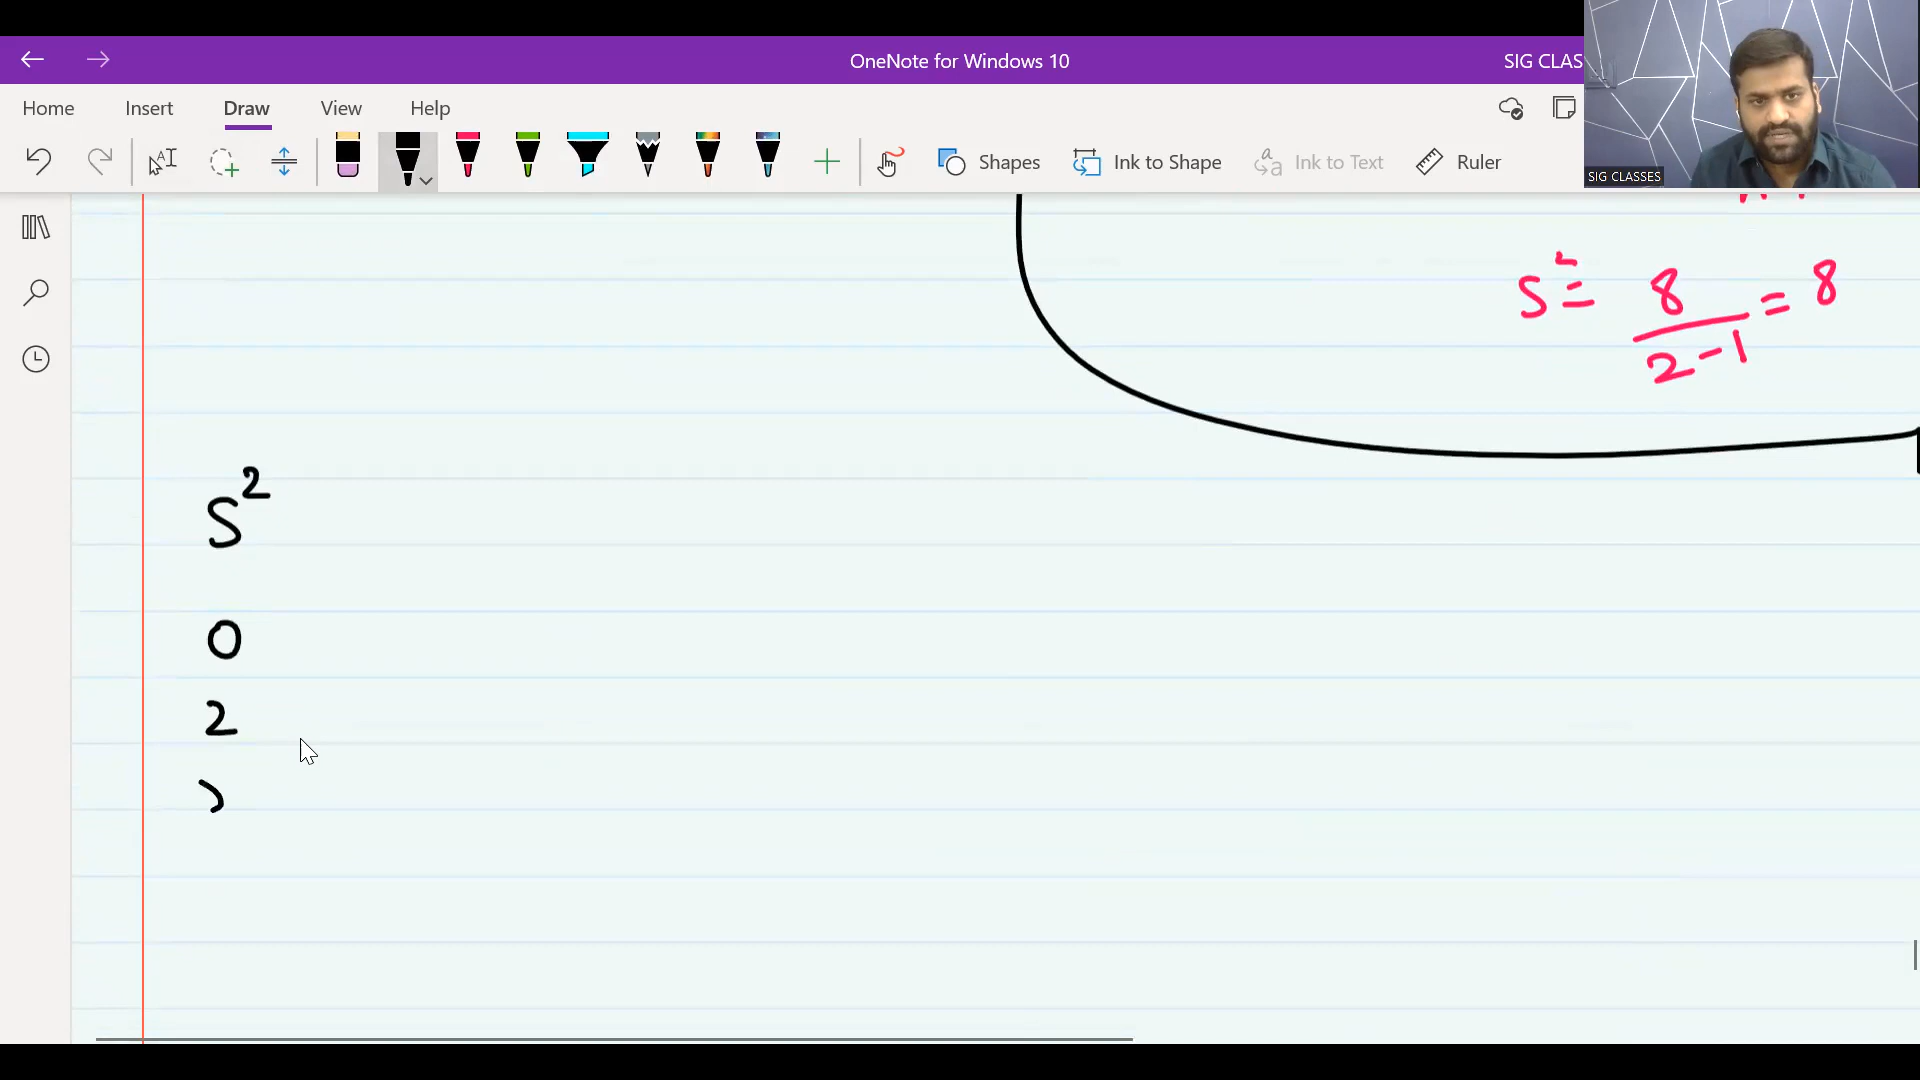 OneNote for Windows 10 SIG CLAS
Home Insert Draw View Help
Shapes Ink to Shape Ink to Text Ruler
SIG CLASSES
S² = 8/(2-1) = 8
S²
0
2